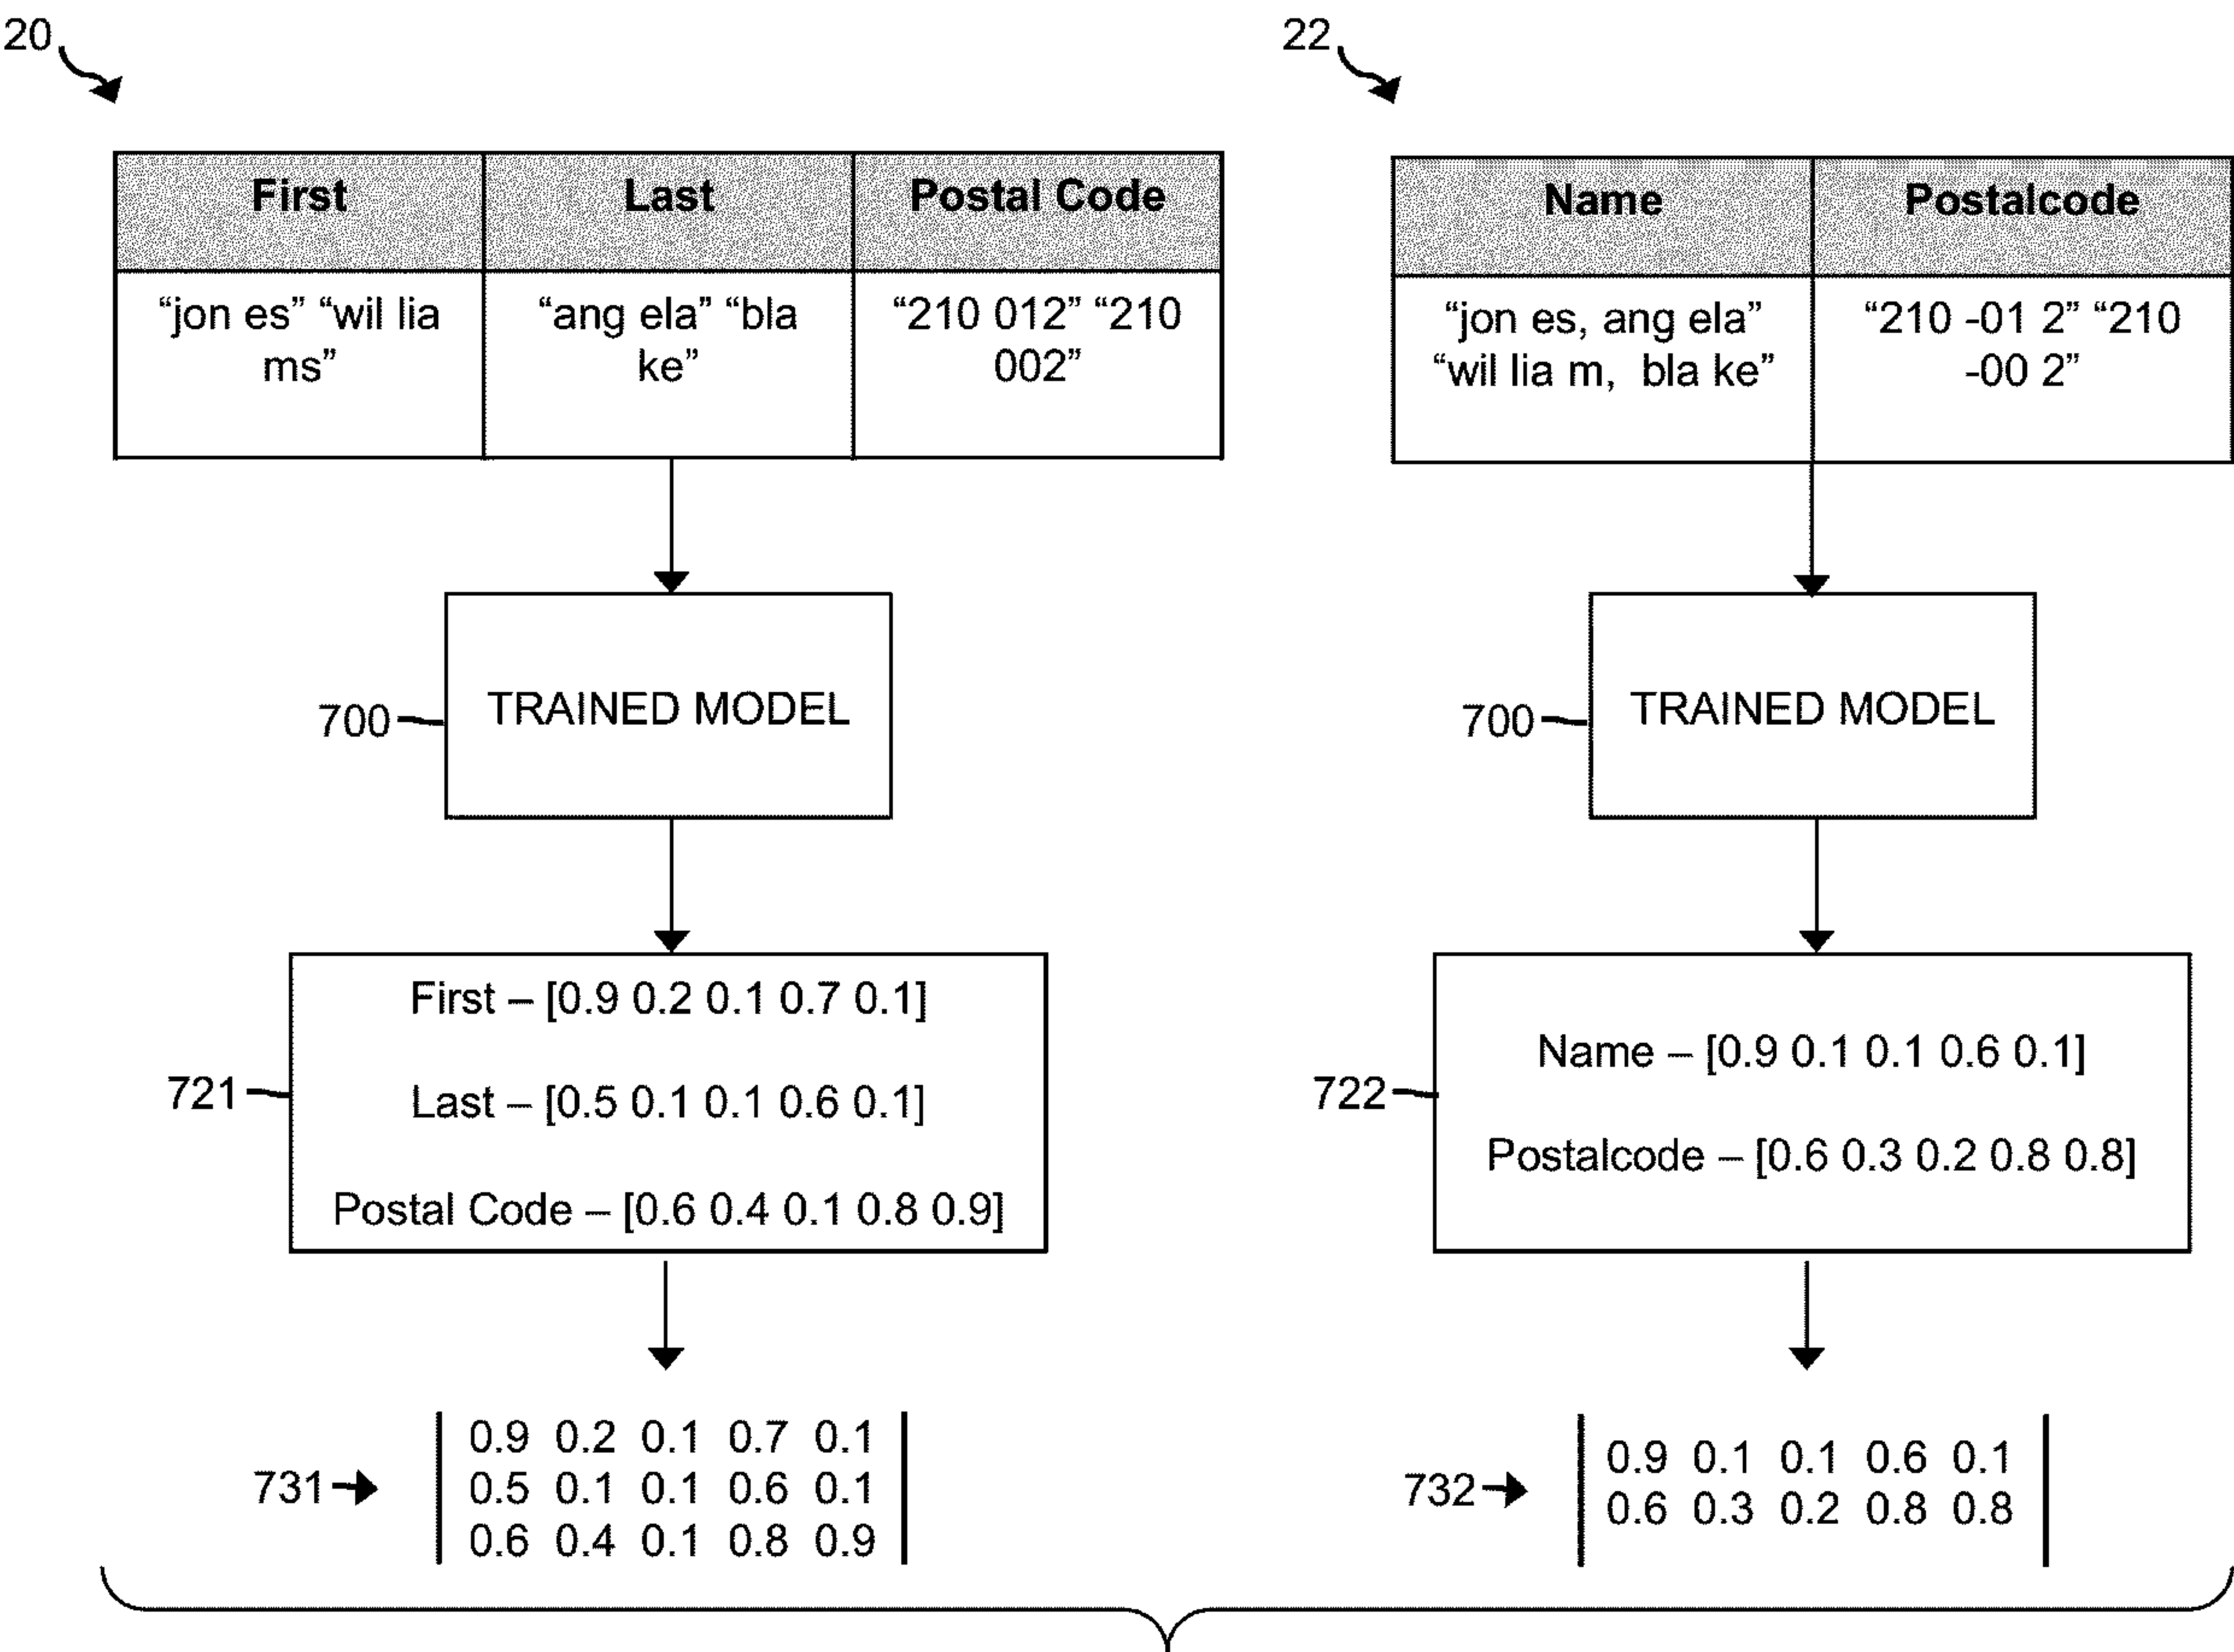 20
22
First Last Postal Code
“jon es” “wil lia ms”
“ang ela” “bla ke”
“210 012” “210 002”
Name Postalcode
“jon es, ang ela”
“wil lia m, bla ke”
“210 -01 2” “210 -00 2”
700
TRAINED MODEL
700
TRAINED MODEL
721
First – [0.9 0.2 0.1 0.7 0.1]
Last – [0.5 0.1 0.1 0.6 0.1]
Postal Code – [0.6 0.4 0.1 0.8 0.9]
722
Name – [0.9 0.1 0.1 0.6 0.1]
Postalcode – [0.6 0.3 0.2 0.8 0.8]
731
0.9 0.2 0.1 0.7 0.1
0.5 0.1 0.1 0.6 0.1
0.6 0.4 0.1 0.8 0.9
732
0.9 0.1 0.1 0.6 0.1
0.6 0.3 0.2 0.8 0.8